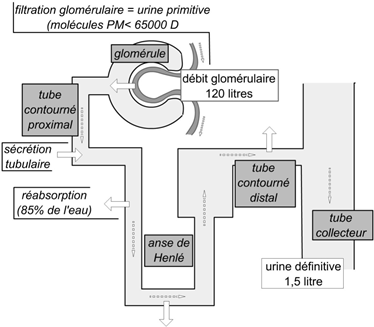 filtration glomérulaire = urine primitive
(molécules PM< 65000 D
glomérule
débit glomérulaire
120 litres
tube
contourné
proximal
sécrétion
tubulaire
réabsorption
(85% de l'eau)
anse de
Henlé
tube
contourné
distal
tube
collecteur
urine définitive
1,5 litre